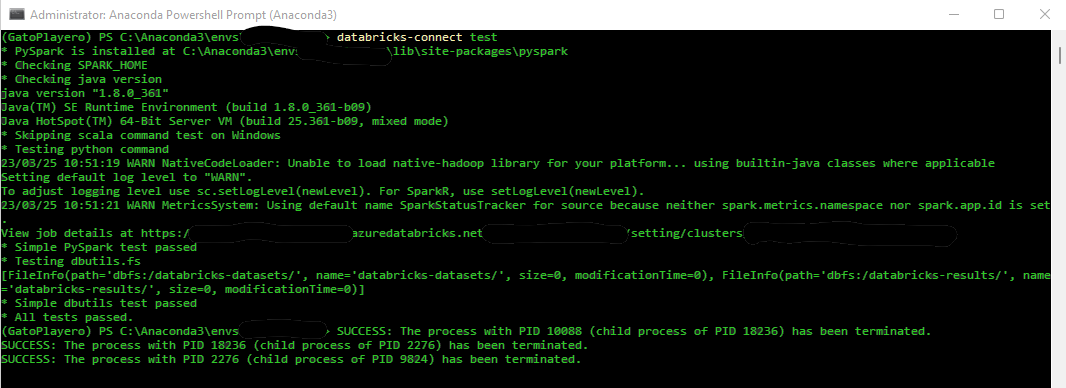 Administrator: Anaconda Powershell Prompt (Anaconda3)
(GatoPlayero) PS C:\Anaconda3\envs > databricks-connect test
* PySpark is installed at C:\Anaconda3\envs \lib\site-packages\pyspark
* Checking SPARK_HOME
* Checking java version
java version "1.8.0_361"
Java(TM) SE Runtime Environment (build 1.8.0_361-b09)
Java HotSpot(TM) 64-Bit Server VM (build 25.361-b09, mixed mode)
* Skipping scala command test on Windows
* Testing python command
23/03/25 10:51:19 WARN NativeCodeLoader: Unable to load native-hadoop library for your platform... using builtin-java classes where applicable
Setting default log level to "WARN".
To adjust logging level use sc.setLogLevel(newLevel). For SparkR, use setLogLevel(newLevel).
23/03/25 10:51:21 WARN MetricsSystem: Using default name SparkStatusTracker for source because neither spark.metrics.namespace nor spark.app.id is set
.
View job details at https:/ azuredatabricks.net /setting/clusters
* Simple PySpark test passed
* Testing dbutils.fs
[FileInfo(path='dbfs:/databricks-datasets/', name='databricks-datasets/', size=0, modificationTime=0), FileInfo(path='dbfs:/databricks-results/', name
='databricks-results/', size=0, modificationTime=0)]
* Simple dbutils test passed
* All tests passed.
(GatoPlayero) PS C:\Anaconda3\envs > SUCCESS: The process with PID 10088 (child process of PID 18236) has been terminated.
SUCCESS: The process with PID 18236 (child process of PID 2276) has been terminated.
SUCCESS: The process with PID 2276 (child process of PID 9824) has been terminated.